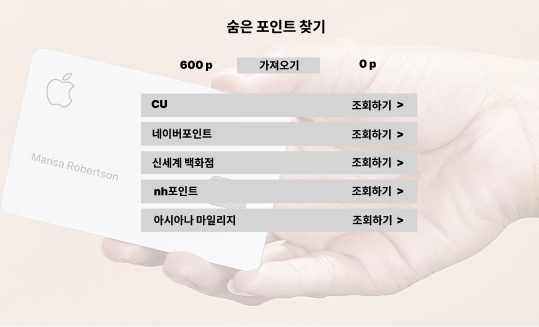 숨은 포인트 찾기
600 p 가져오기 0 p
CU 조회하기 >
네이버포인트 조회하기 >
신세계 백화점 조회하기 >
nh포인트 조회하기 >
아시아나 마일리지 조회하기 >
Marisa Robertson